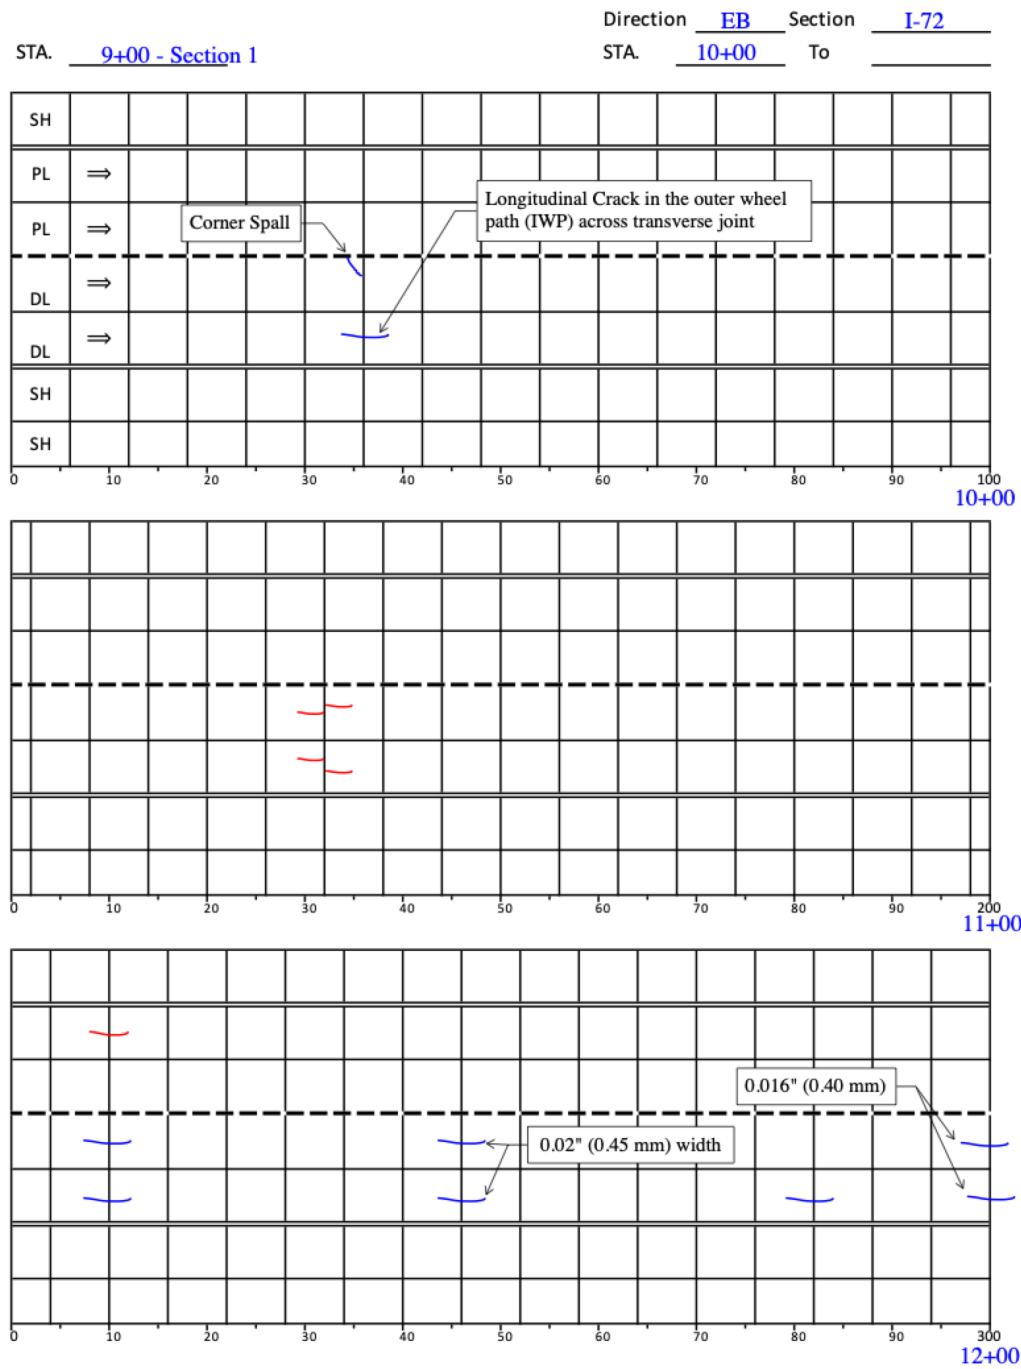 Direction EB Section I-72
STA. 9+00 - Section 1 STA. 10+00 To
SH
PL ⇒
Longitudinal Crack in the outer wheel
path (IWP) across transverse joint
Corner Spall
PL ⇒
DL ⇒
DL ⇒
SH
SH
0 10 20 30 40 50 60 70 80 90 100
10+00
0 10 20 30 40 50 60 70 80 90 200
11+00
0.016" (0.40 mm)
0.02" (0.45 mm) width
0 10 20 30 40 50 60 70 80 90 300
12+00